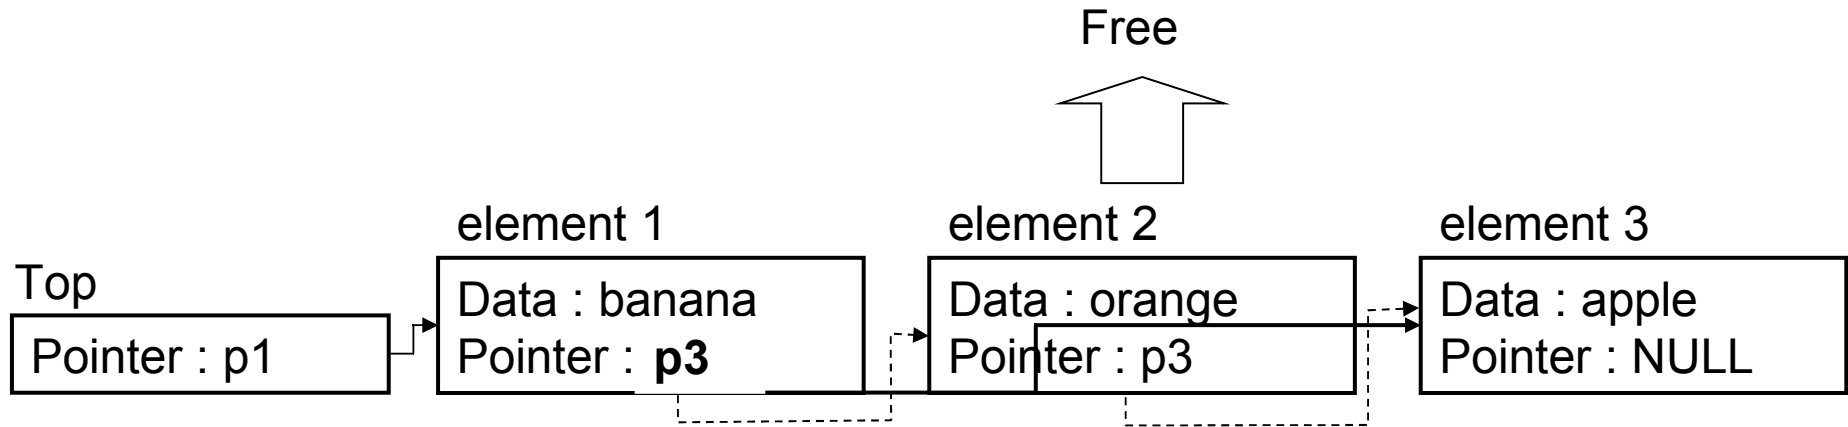 Free
Top
Pointer : p1
element 1
Data : banana
Pointer : p3
element 2
Data : orange
Pointer : p3
element 3
Data : apple
Pointer : NULL